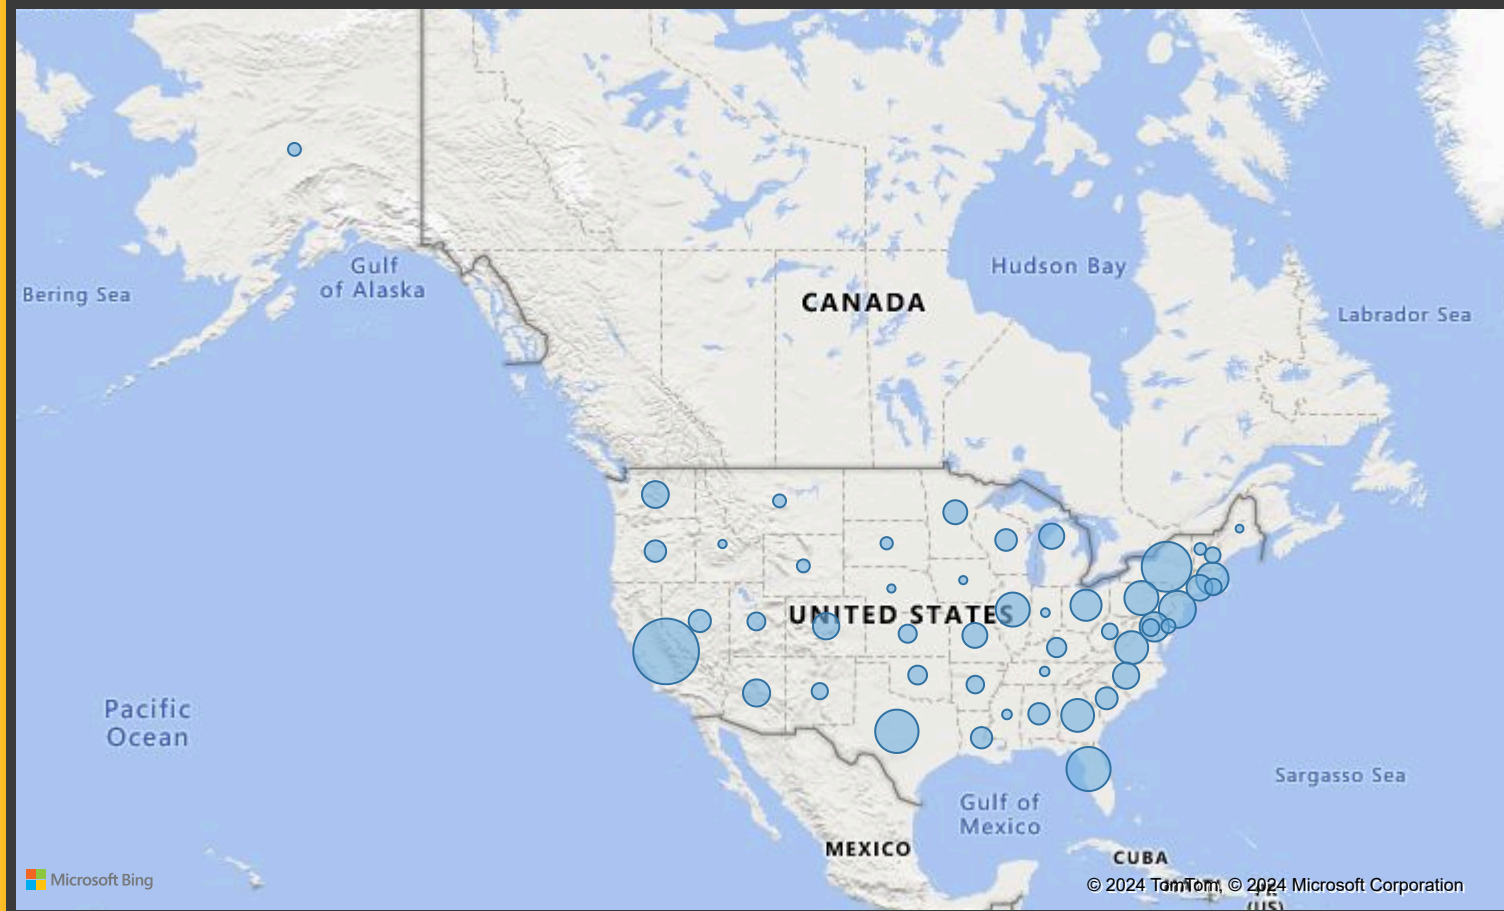 Gulf
of Alaska
Bering Sea
CANADA
Hudson Bay
Labrador Sea
UNITED STATES
Pacific
Ocean
Sargasso Sea
Gulf of
Mexico
MEXICO
CUBA
Microsoft Bing
© 2024 TomTom, © 2024 Microsoft Corporation
(US)